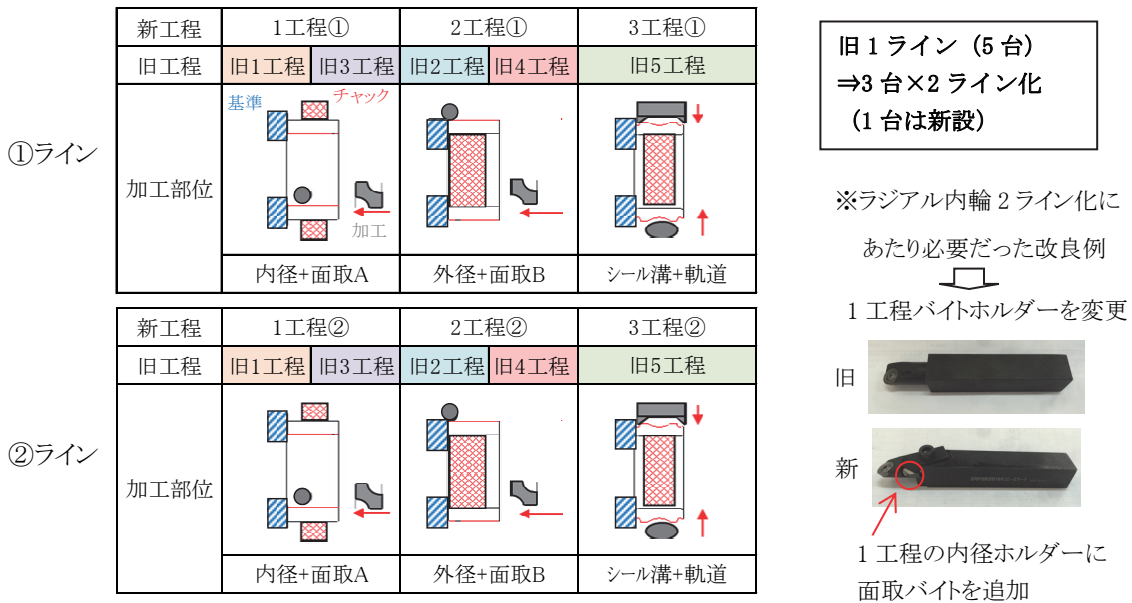 新工程 1工程① 2工程① 3工程①
旧工程 旧1工程 旧3工程 旧2工程 旧4工程 旧5工程
①ライン
加工部位
基準 チャック
加工
内径+面取A 外径+面取B シール溝+軌道
新工程 1工程② 2工程② 3工程②
旧工程 旧1工程 旧3工程 旧2工程 旧4工程 旧5工程
②ライン
加工部位
内径+面取A 外径+面取B シール溝+軌道
旧1ライン（5台）
⇒3台×2ライン化
（1台は新設）
※ラジアル内輪2ライン化に
あたり必要だった改良例
1工程バイトホルダーを変更
旧
新
1工程の内径ホルダーに
面取バイトを追加